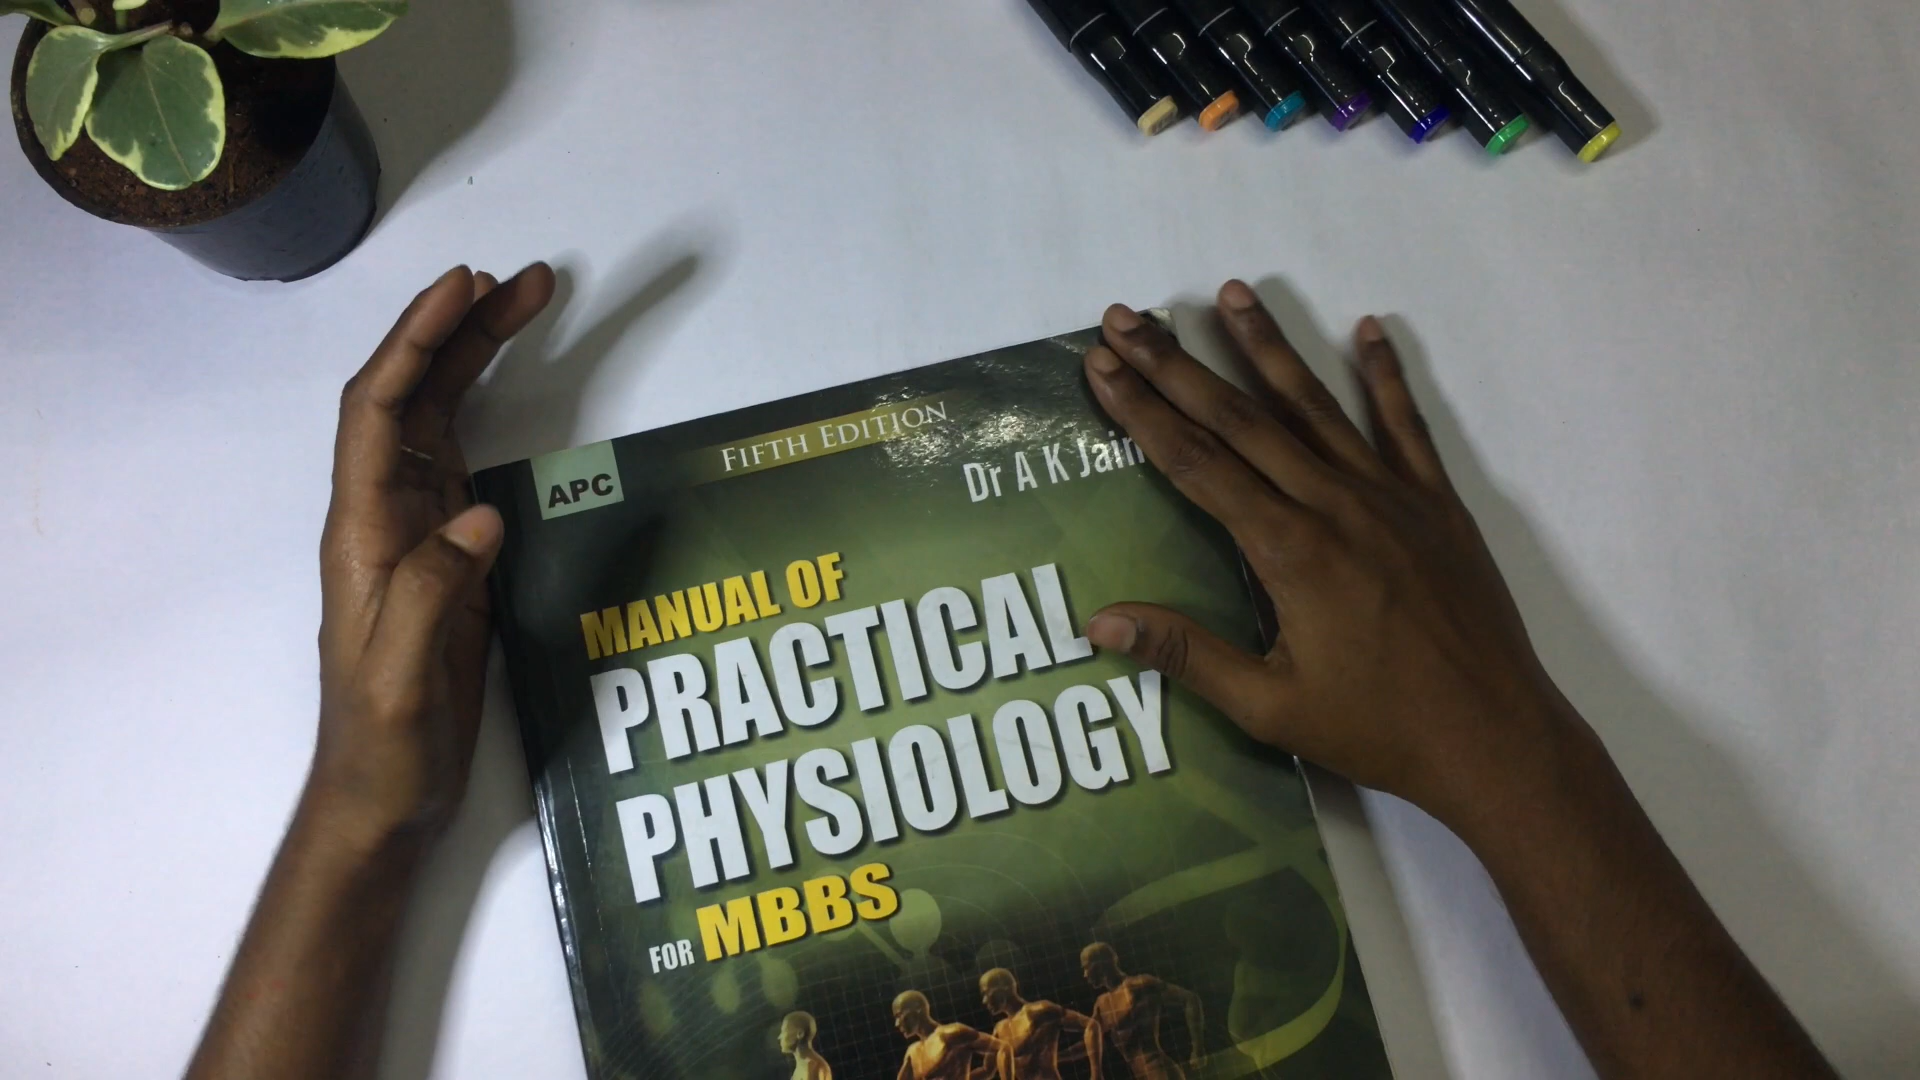 FIFTH EDITION
APC
Dr A K Jain
MANUAL OF
PRACTICAL
PHYSIOLOGY
FOR MBBS